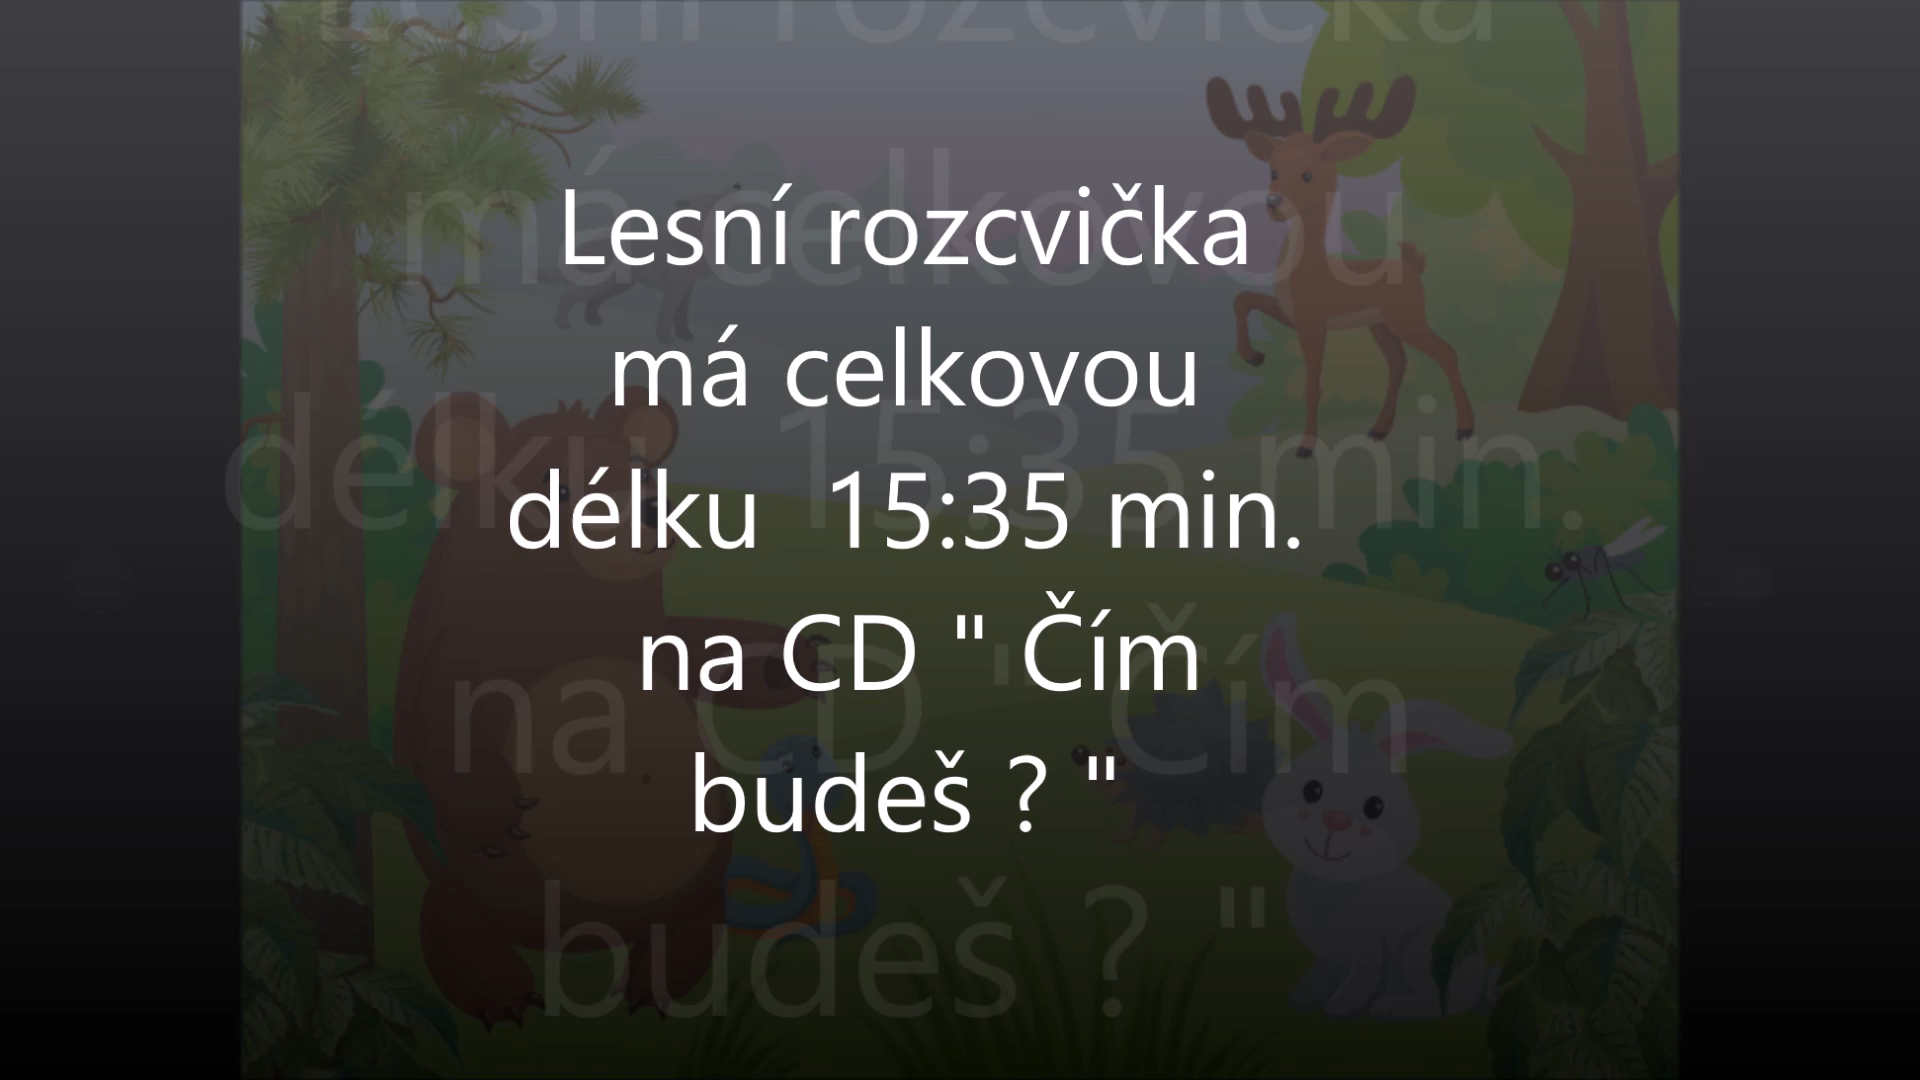 Lesní rozcvička
má celkovou
délku  15:35 min.
na CD " Čím
budeš ? "